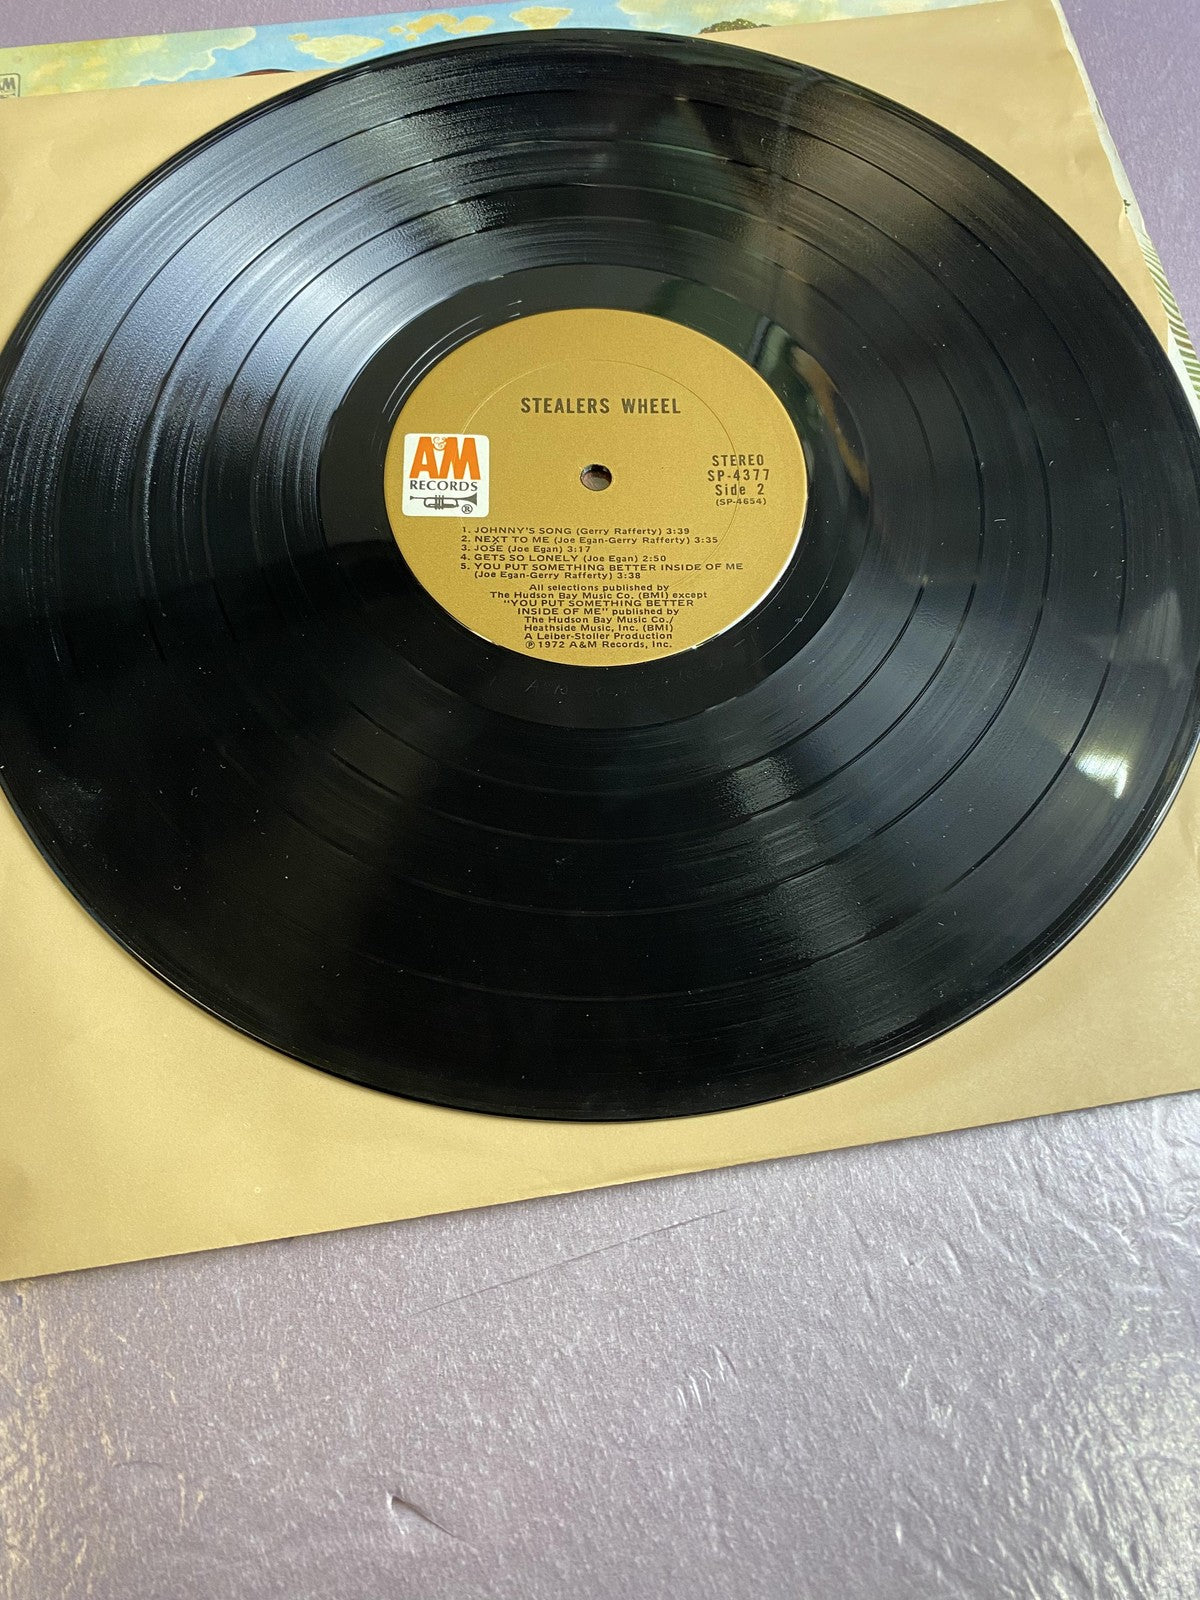 STEALERS WHEEL
A&M
RECORDS
®
STEREO
SP-4377
Side 2
(SP-4654)
1. JOHNNY'S SONG (Gerry Rafferty) 3:39
2. NEXT TO ME (Joe Egan-Gerry Rafferty) 3:35
3. JOSE (Joe Egan) 3:17
4. GETS SO LONELY (Joe Egan) 2:50
5. YOU PUT SOMETHING BETTER INSIDE OF ME
(Joe Egan-Gerry Rafferty) 3:38
All selections published by
The Hudson Bay Music Co. (BMI) except
"YOU PUT SOMETHING BETTER
INSIDE OF ME" published by
The Hudson Bay Music Co./
Heathside Music, Inc. (BMI)
A Leiber-Stoller Production
℗ 1972 A&M Records, Inc.